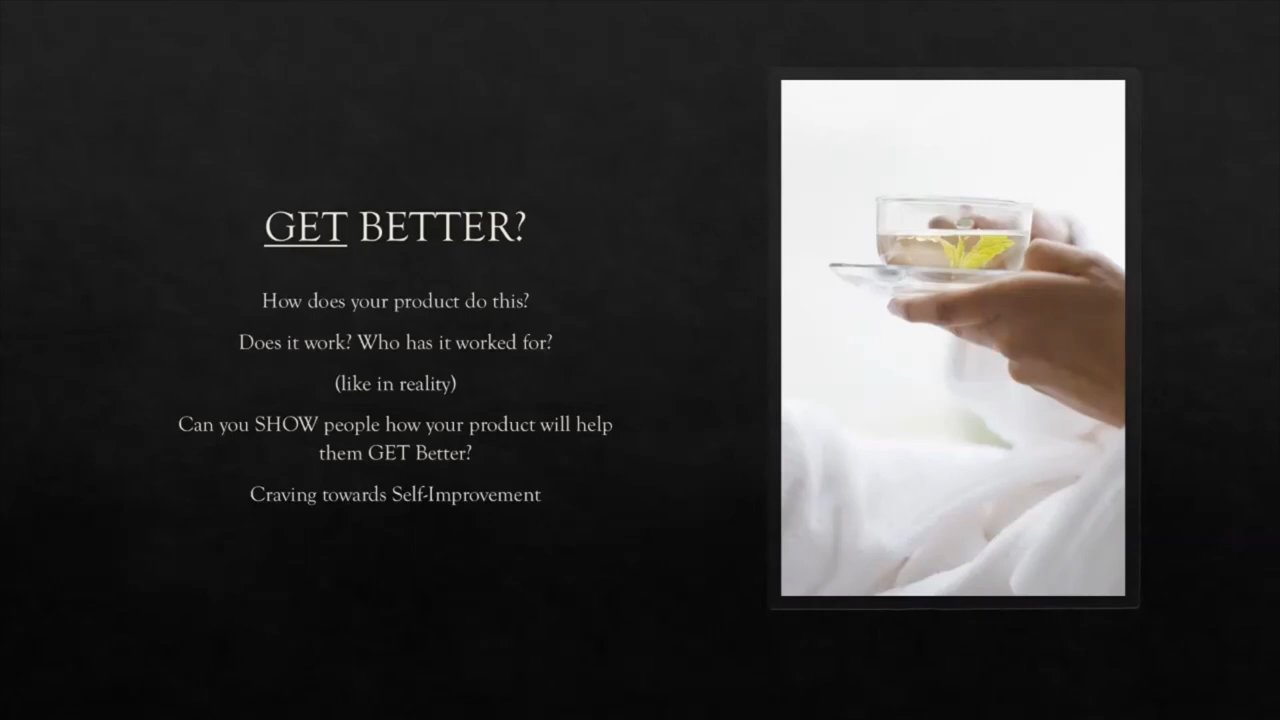 GET BETTER?
How does your product do this?
Does it work? Who has it worked for?
(like in reality)
Can you SHOW people how your product will help
them GET Better?
Craving towards Self-Improvement